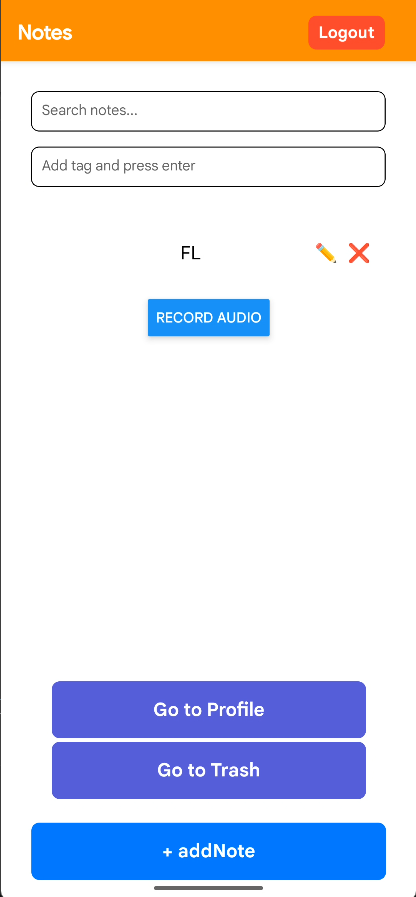 Notes
Logout
Search notes...
Add tag and press enter
FL
RECORD AUDIO
Go to Profile
Go to Trash
+ addNote